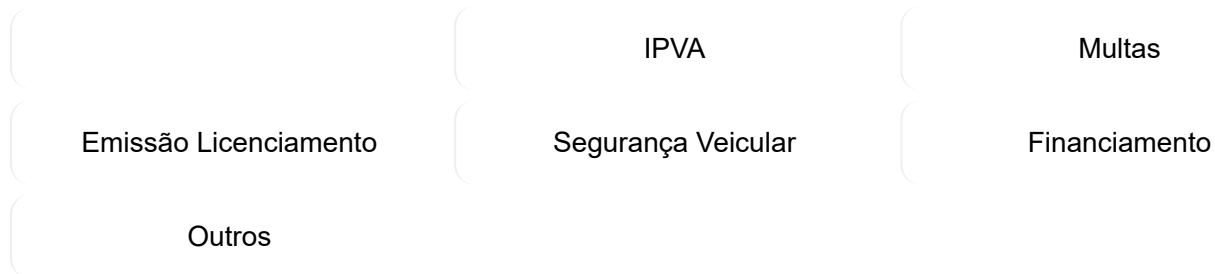 IPVA
Multas
Emissão Licenciamento
Segurança Veicular
Financiamento
Outros